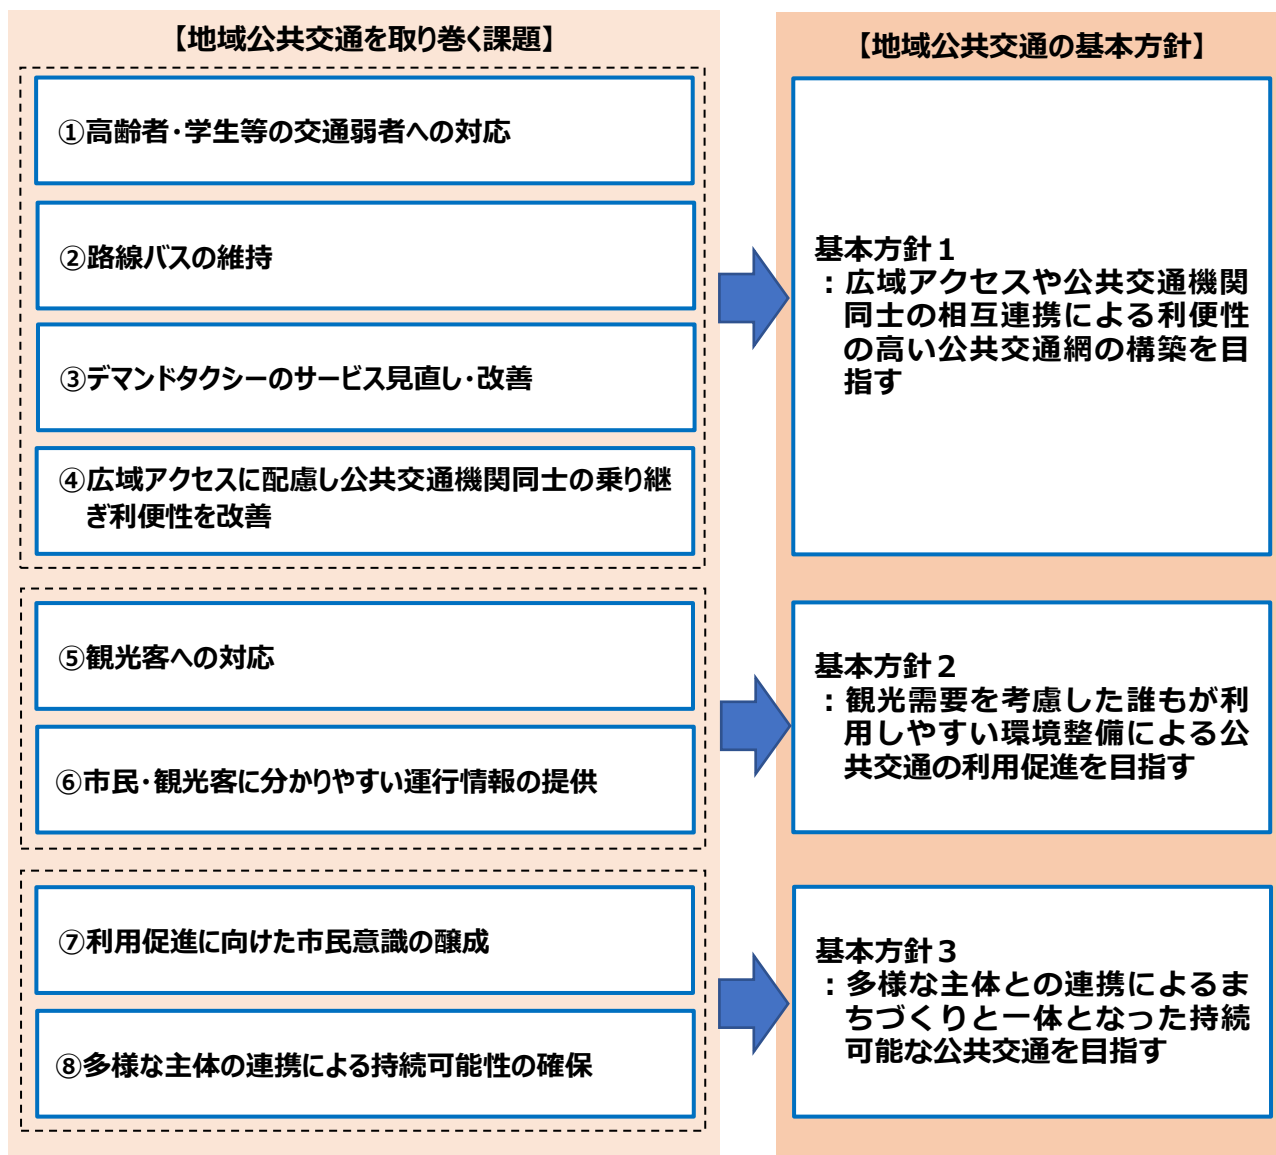 【地域公共交通を取り巻く課題】
①高齢者・学生等の交通弱者への対応
②路線バスの維持
③デマンドタクシーのサービス見直し・改善
④広域アクセスに配慮し公共交通機関同士の乗り継
ぎ利便性を改善
⑤観光客への対応
⑥市民・観光客に分かりやすい運行情報の提供
⑦利用促進に向けた市民意識の醸成
⑧多様な主体の連携による持続可能性の確保
【地域公共交通の基本方針】
基本方針１
：広域アクセスや公共交通機関
同士の相互連携による利便性
の高い公共交通網の構築を目
指す
基本方針２
：観光需要を考慮した誰もが利
用しやすい環境整備による公
共交通の利用促進を目指す
基本方針３
：多様な主体との連携によるま
ちづくりと一体となった持続
可能な公共交通を目指す